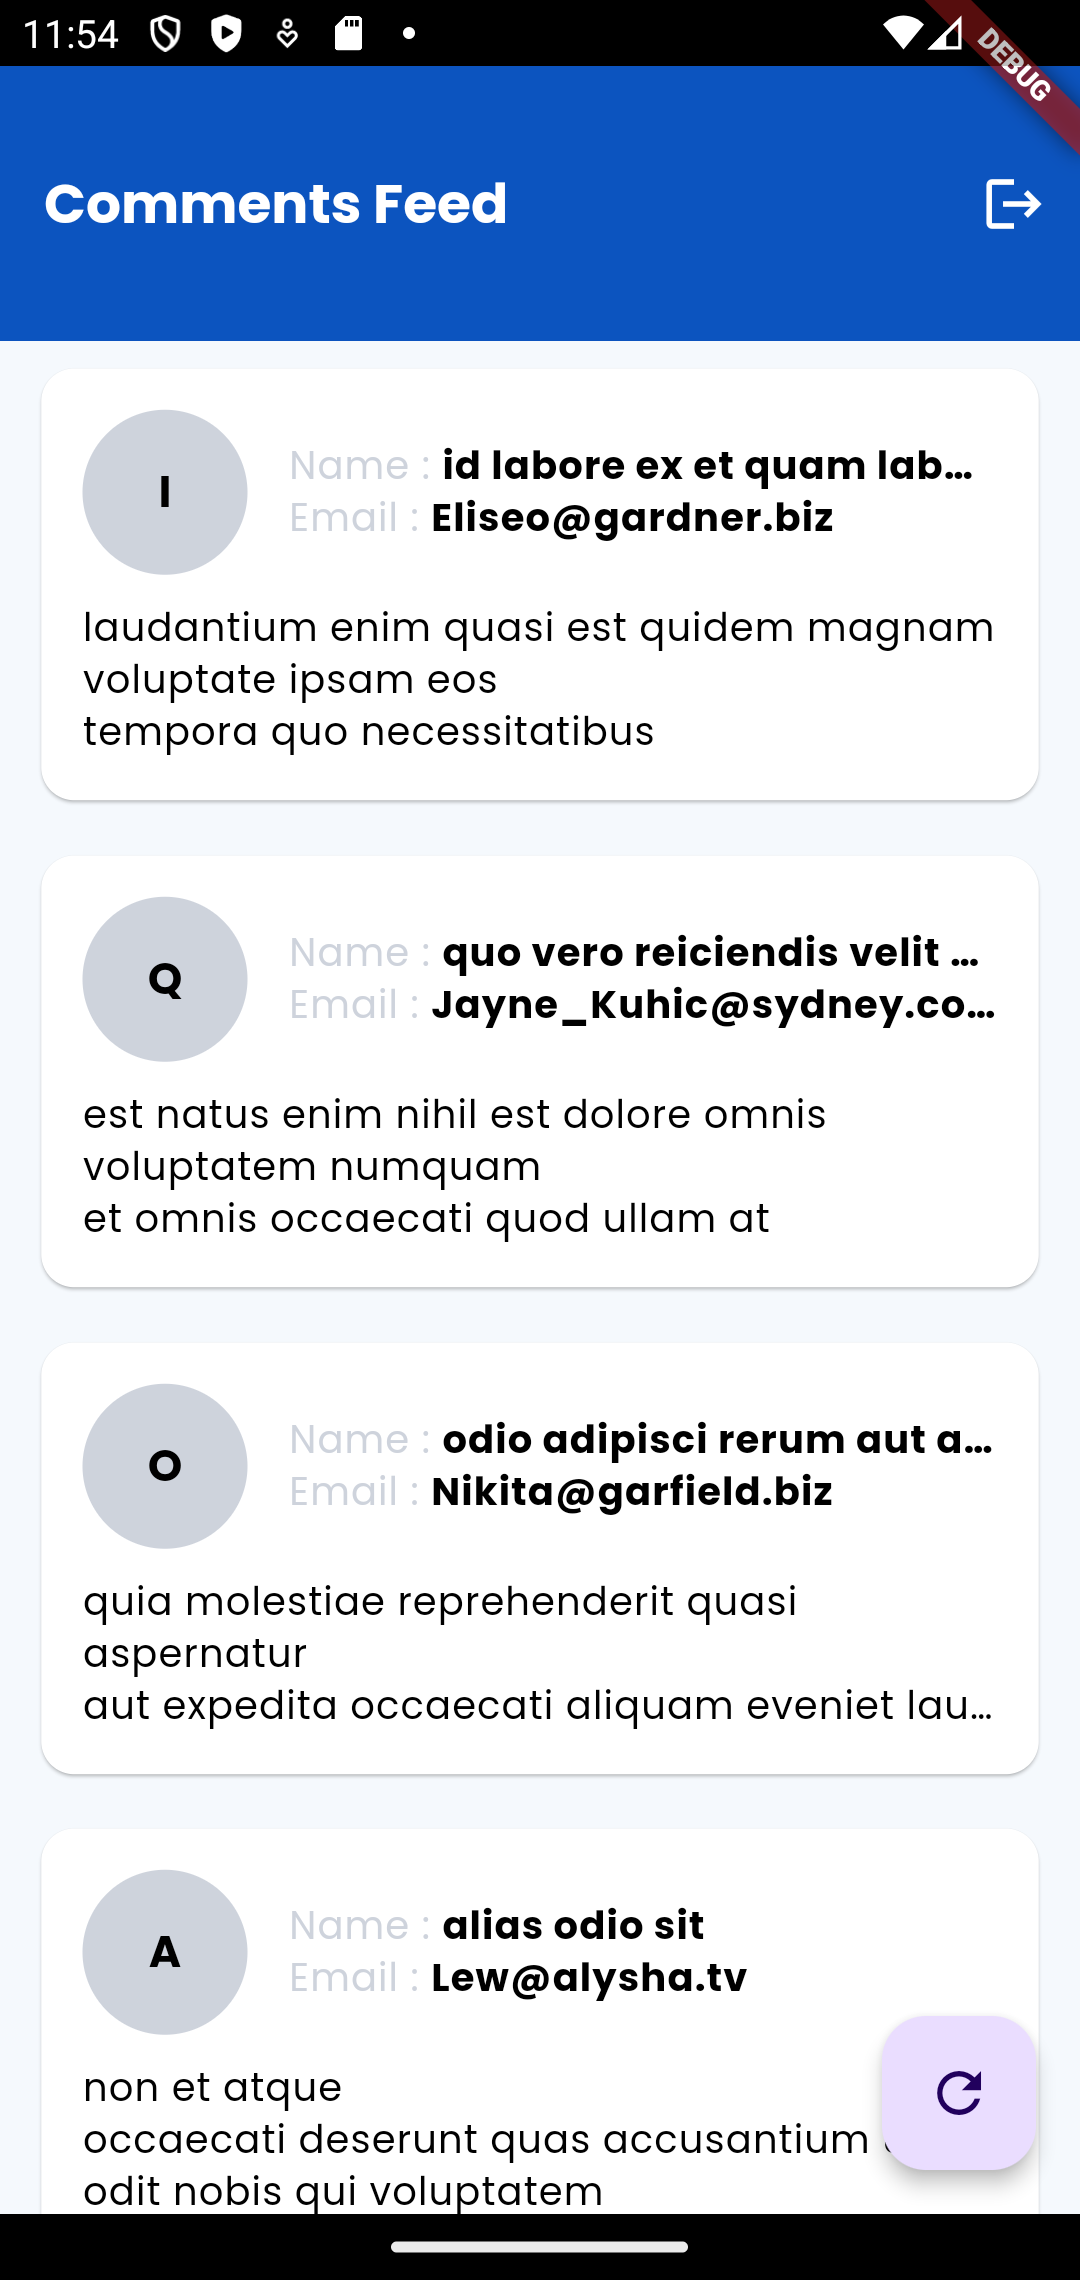 11:54
DEBUG
Comments Feed
I
Name : id labore ex et quam lab...
Email : Eliseo@gardner.biz
laudantium enim quasi est quidem magnam
voluptate ipsam eos
tempora quo necessitatibus
Q
Name : quo vero reiciendis velit ...
Email : Jayne_Kuhic@sydney.co...
est natus enim nihil est dolore omnis
voluptatem numquam
et omnis occaecati quod ullam at
O
Name : odio adipisci rerum aut a...
Email : Nikita@garfield.biz
quia molestiae reprehenderit quasi
aspernatur
aut expedita occaecati aliquam eveniet lau...
A
Name : alias odio sit
Email : Lew@alysha.tv
non et atque
occaecati deserunt quas accusantium
odit nobis qui voluptatem